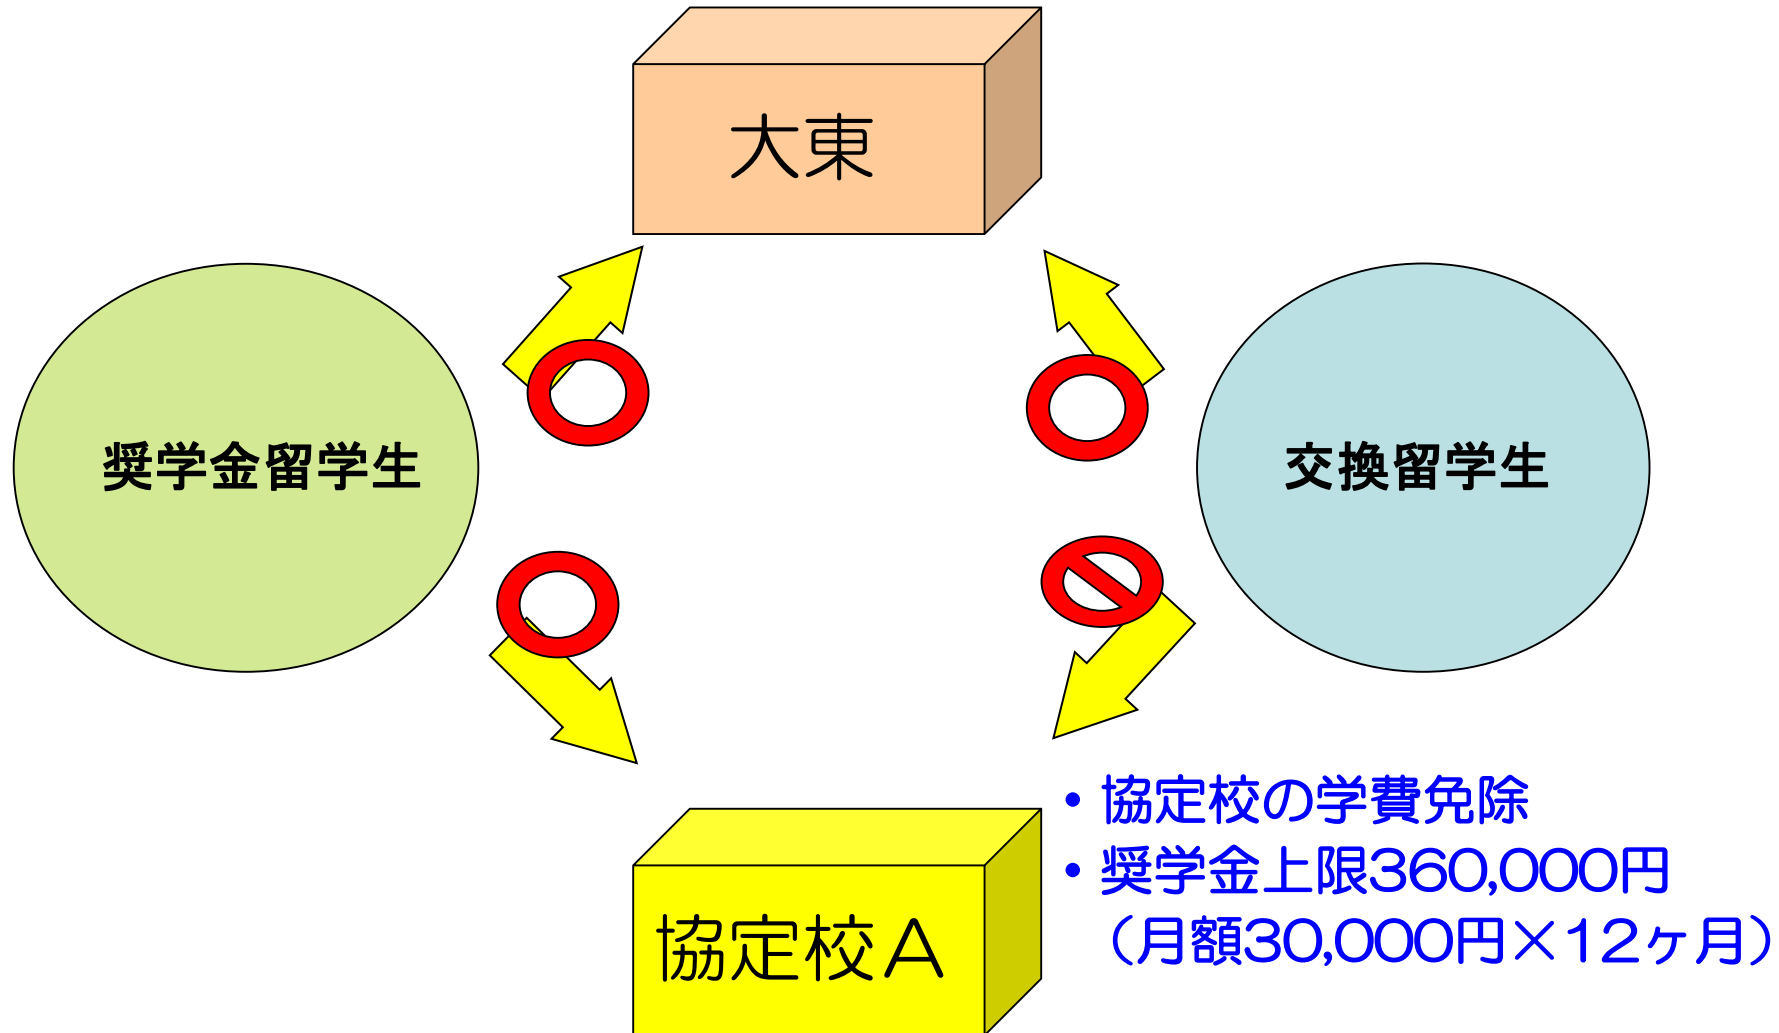 大東
奨学金留学生
交換留学生
・協定校の学費免除
・奨学金上限360,000円
（月額30,000円×12ヶ月）
協定校A